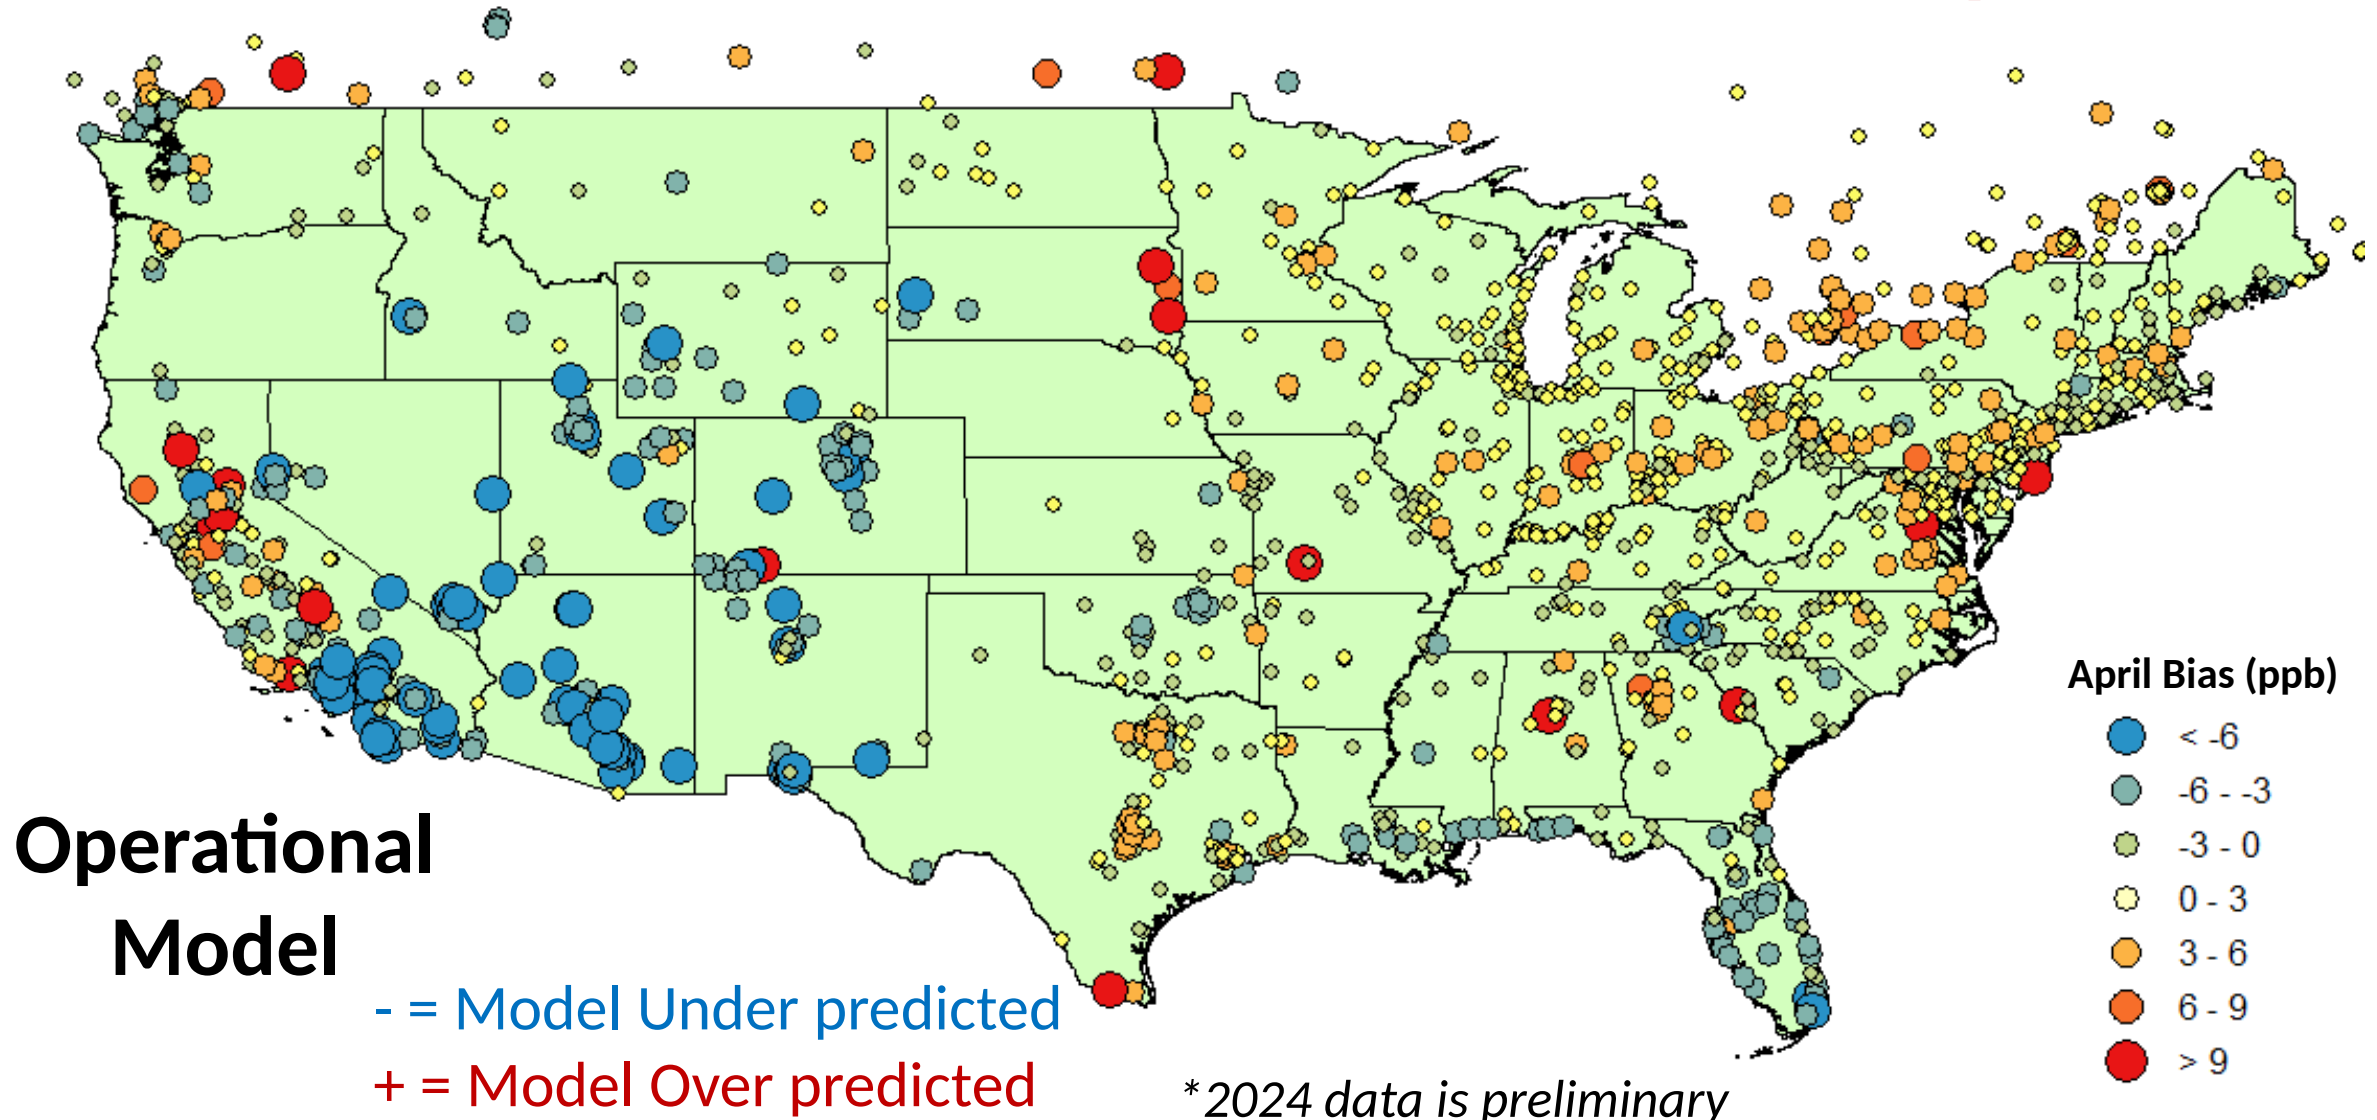 Operational
Model
- = Model Under predicted
+ = Model Over predicted
*2024 data is preliminary
April Bias (ppb)
< -6
-6 - -3
-3 - 0
0 - 3
3 - 6
6 - 9
> 9